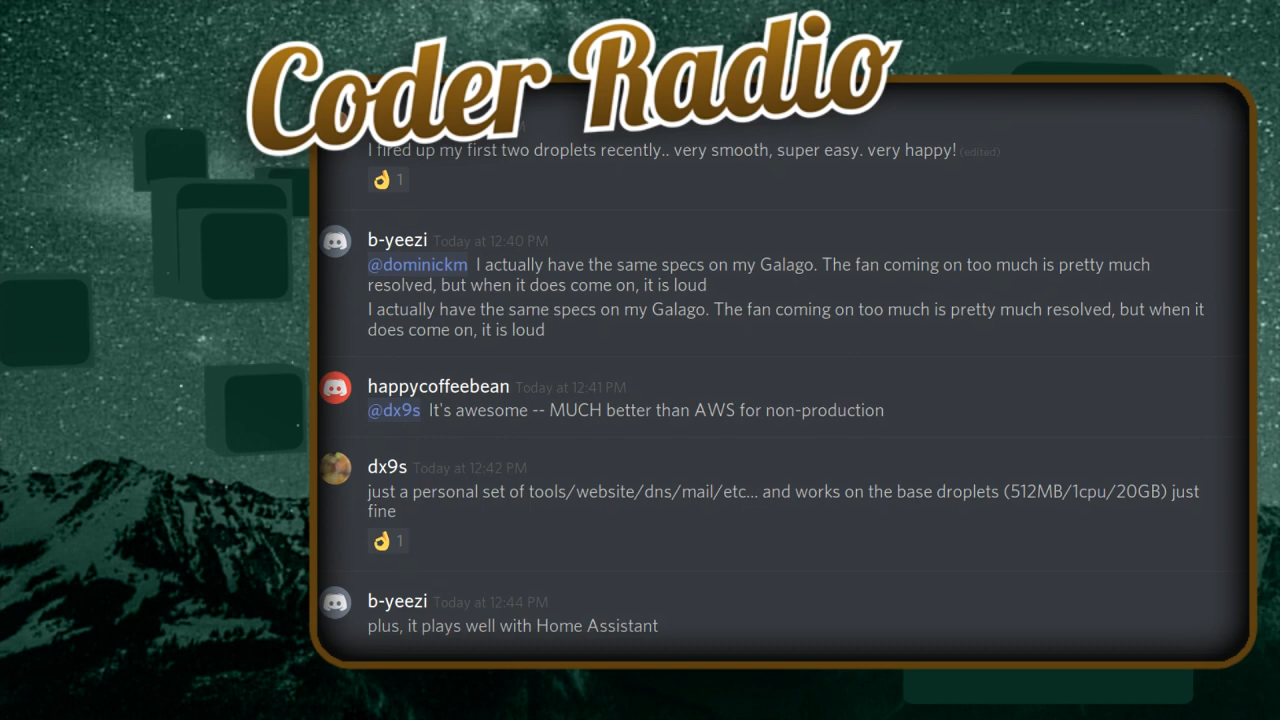 Coder Radio
I fired up my first two droplets recently.. very smooth, super easy. very happy! (edited)
👌 1
b-yeezi Today at 12:40 PM
@dominickm I actually have the same specs on my Galago. The fan coming on too much is pretty much
resolved, but when it does come on, it is loud
I actually have the same specs on my Galago. The fan coming on too much is pretty much resolved, but when it
does come on, it is loud
happycoffeebean Today at 12:41 PM
@dx9s It's awesome -- MUCH better than AWS for non-production
dx9s Today at 12:42 PM
just a personal set of tools/website/dns/mail/etc... and works on the base droplets (512MB/1cpu/20GB) just
fine
👌 1
b-yeezi Today at 12:44 PM
plus, it plays well with Home Assistant